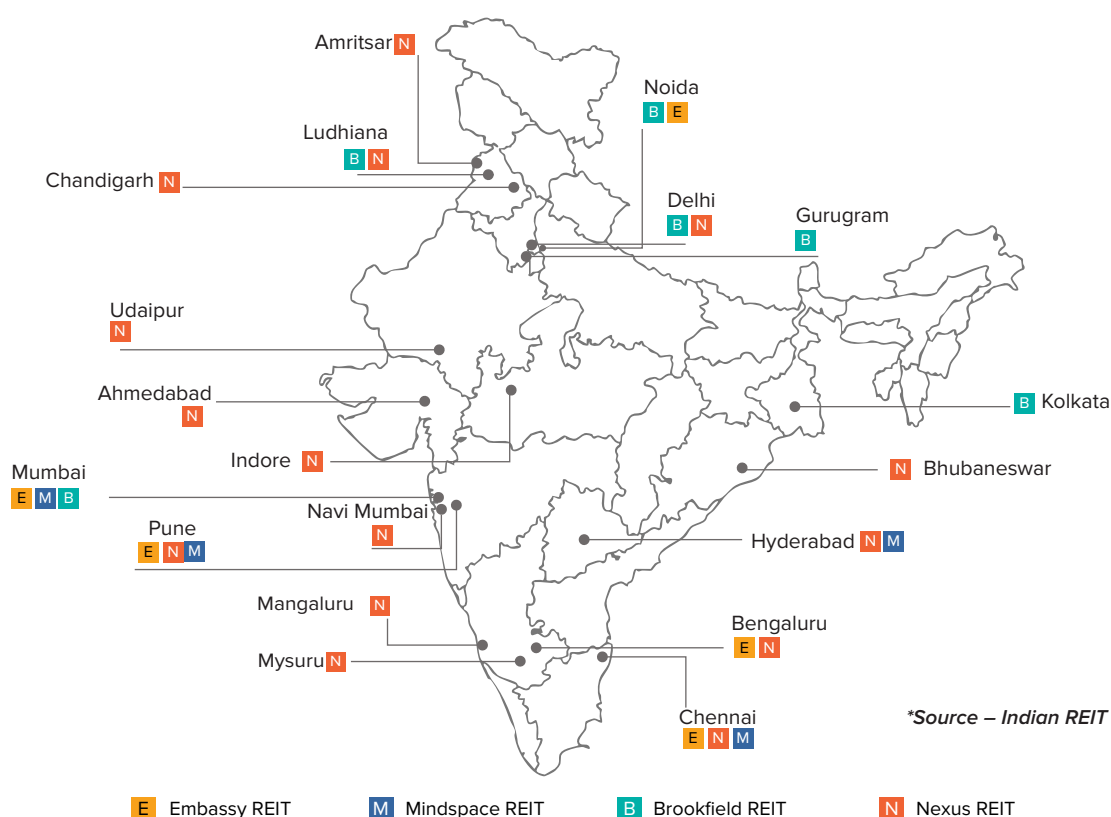 Amritsar N
Noida
B E
Ludhiana
B N
Chandigarh N
Delhi
B N
Gurugram
B
Udaipur
N
Ahmedabad
N
B Kolkata
Indore N
Mumbai
E M B
N Bhubaneswar
Navi Mumbai
N
Pune
E N M
Hyderabad N M
Mangaluru N
Bengaluru
E N
Mysuru N
Chennai
E N M
*Source – Indian REIT
E Embassy REIT
M Mindspace REIT
B Brookfield REIT
N Nexus REIT